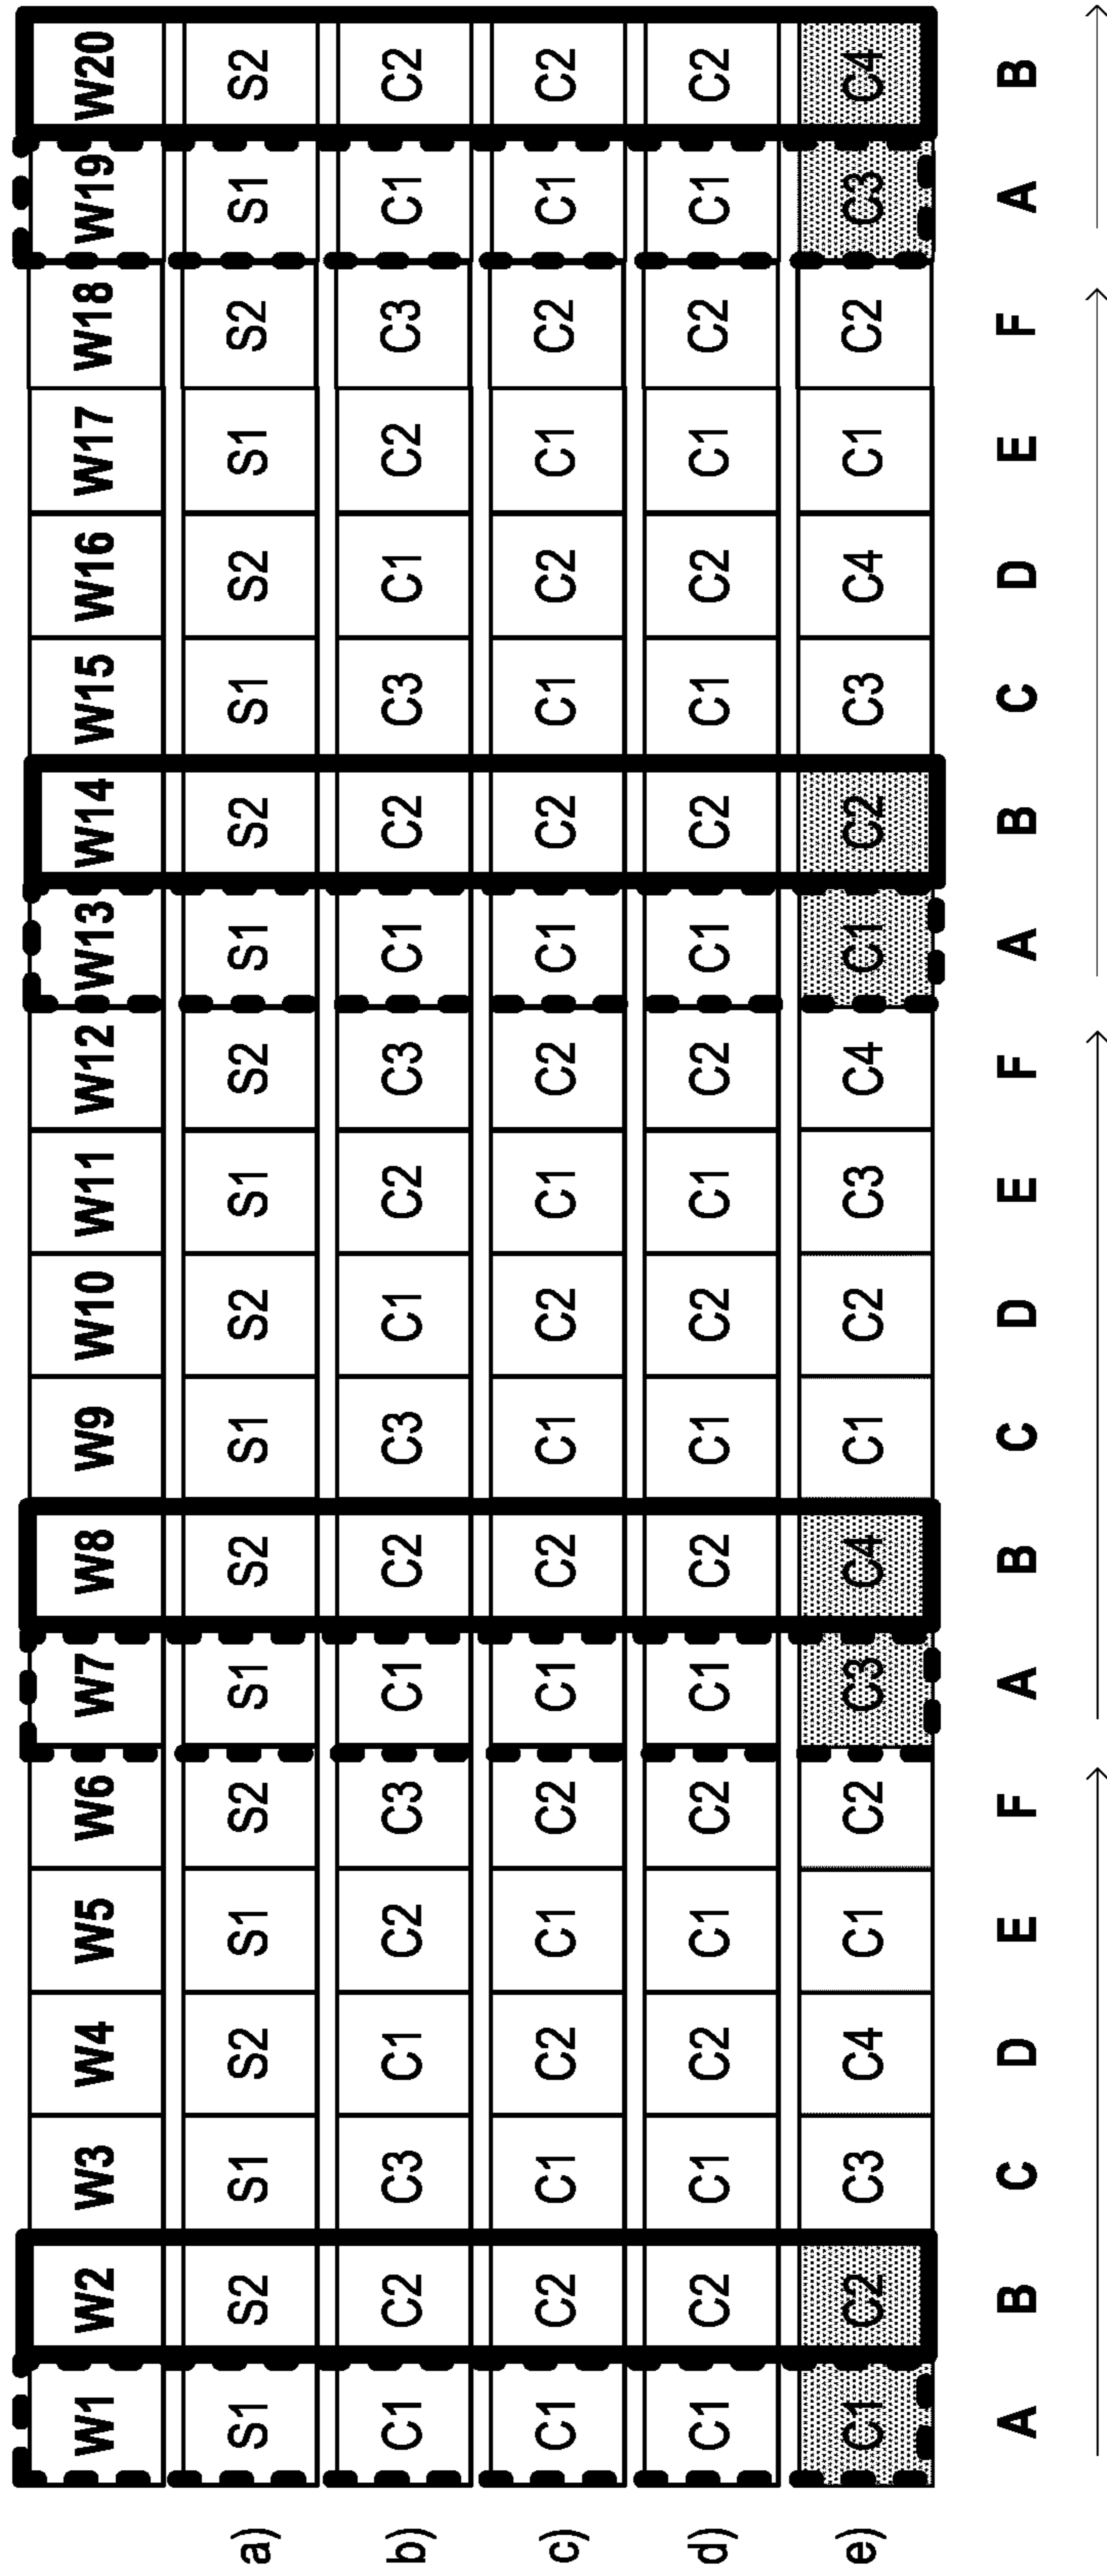 W1 W2 W3 W4 W5 W6 W7 W8 W9 W10 W11 W12 W13 W14 W15 W16 W17 W18 W19 W20
a) S1 S2 S1 S2 S1 S2 S1 S2 S1 S2 S1 S2 S1 S2 S1 S2 S1 S2 S1 S2
b) C1 C2 C3 C1 C2 C3 C1 C2 C3 C1 C2 C3 C1 C2 C3 C1 C2 C3 C1 C2
c) C1 C2 C1 C2 C1 C2 C1 C2 C1 C2 C1 C2 C1 C2 C1 C2 C1 C2 C1 C2
d) C1 C2 C1 C2 C1 C2 C1 C2 C1 C2 C1 C2 C1 C2 C1 C2 C1 C2 C1 C2
e) C1 C2 C3 C4 C1 C2 C3 C4 C1 C2 C3 C4 C1 C2 C3 C4 C1 C2 C3 C4
A B C D E F A B C D E F A B C D E F A B